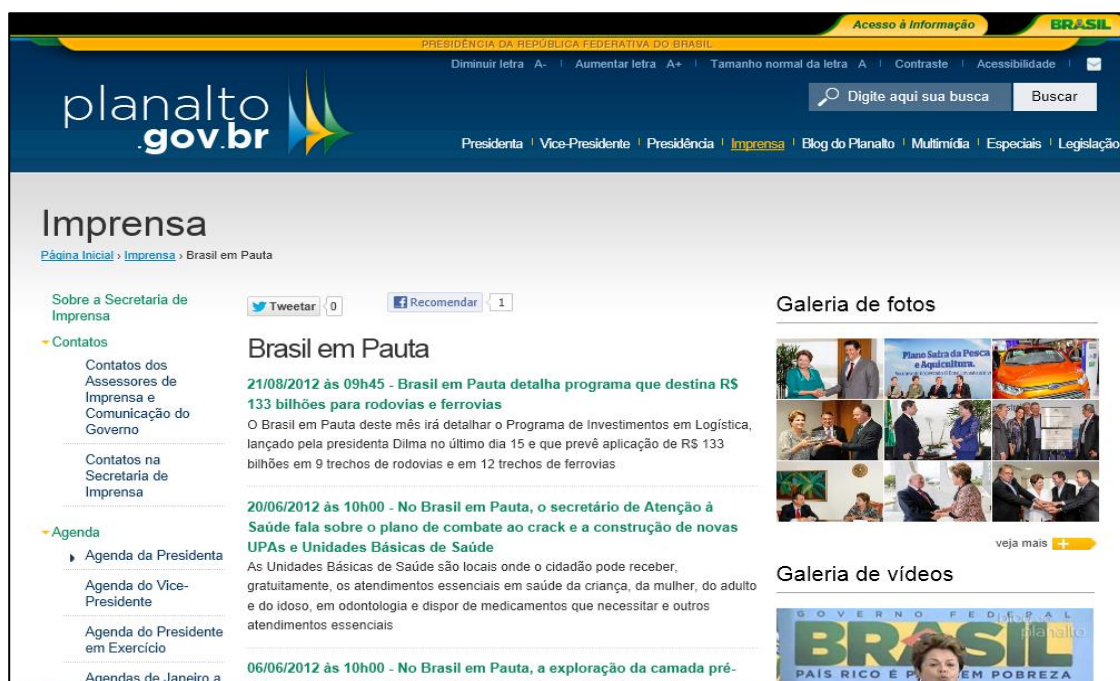 Acesso à Informação
BRASIL
PRESIDÊNCIA DA REPÚBLICA FEDERATIVA DO BRASIL
Diminuir letra A- | Aumentar letra A+ | Tamanho normal da letra A | Contraste | Acessibilidade |
planalto
.gov.br
Digite aqui sua busca
Buscar
Presidenta | Vice-Presidente | Presidência | Imprensa | Blog do Planalto | Multimídia | Especiais | Legislação
Imprensa
Página Inicial › Imprensa › Brasil em Pauta
Sobre a Secretaria de
Imprensa
Contatos
Contatos dos
Assessores de
Imprensa e
Comunicação do
Governo
Contatos na
Secretaria de
Imprensa
Agenda
Agenda da Presidenta
Agenda do Vice-
Presidente
Agenda do Presidente
em Exercício
Agendas de Janeiro a
Tweetar 0
Recomendar 1
Brasil em Pauta
21/08/2012 às 09h45 - Brasil em Pauta detalha programa que destina R$
133 bilhões para rodovias e ferrovias
O Brasil em Pauta deste mês irá detalhar o Programa de Investimentos em Logística,
lançado pela presidenta Dilma no último dia 15 e que prevê aplicação de R$ 133
bilhões em 9 trechos de rodovias e em 12 trechos de ferrovias
20/06/2012 às 10h00 - No Brasil em Pauta, o secretário de Atenção à
Saúde fala sobre o plano de combate ao crack e a construção de novas
UPAs e Unidades Básicas de Saúde
As Unidades Básicas de Saúde são locais onde o cidadão pode receber,
gratuitamente, os atendimentos essenciais em saúde da criança, da mulher, do adulto
e do idoso, em odontologia e dispor de medicamentos que necessitar e outros
atendimentos essenciais
06/06/2012 às 10h00 - No Brasil em Pauta, a exploração da camada pré-
Galeria de fotos
Plano Safra da Pesca
e Aquicultura.
veja mais +
Galeria de vídeos
GOVERNO FEDERAL
planalto
BRASIL
PAÍS RICO É EM POBREZA